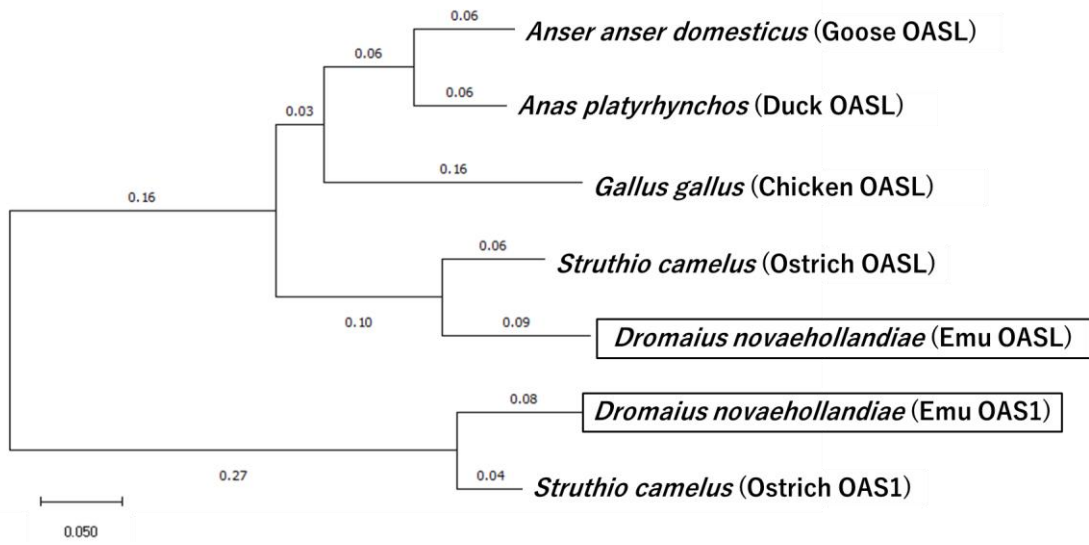 0.06
Anser anser domesticus (Goose OASL)
0.06
0.06
Anas platyrhynchos (Duck OASL)
0.03
0.16
Gallus gallus (Chicken OASL)
0.16
0.06
Struthio camelus (Ostrich OASL)
0.10
0.09
Dromaius novaehollandiae (Emu OASL)
0.08
Dromaius novaehollandiae (Emu OAS1)
0.27
0.04
Struthio camelus (Ostrich OAS1)
0.050